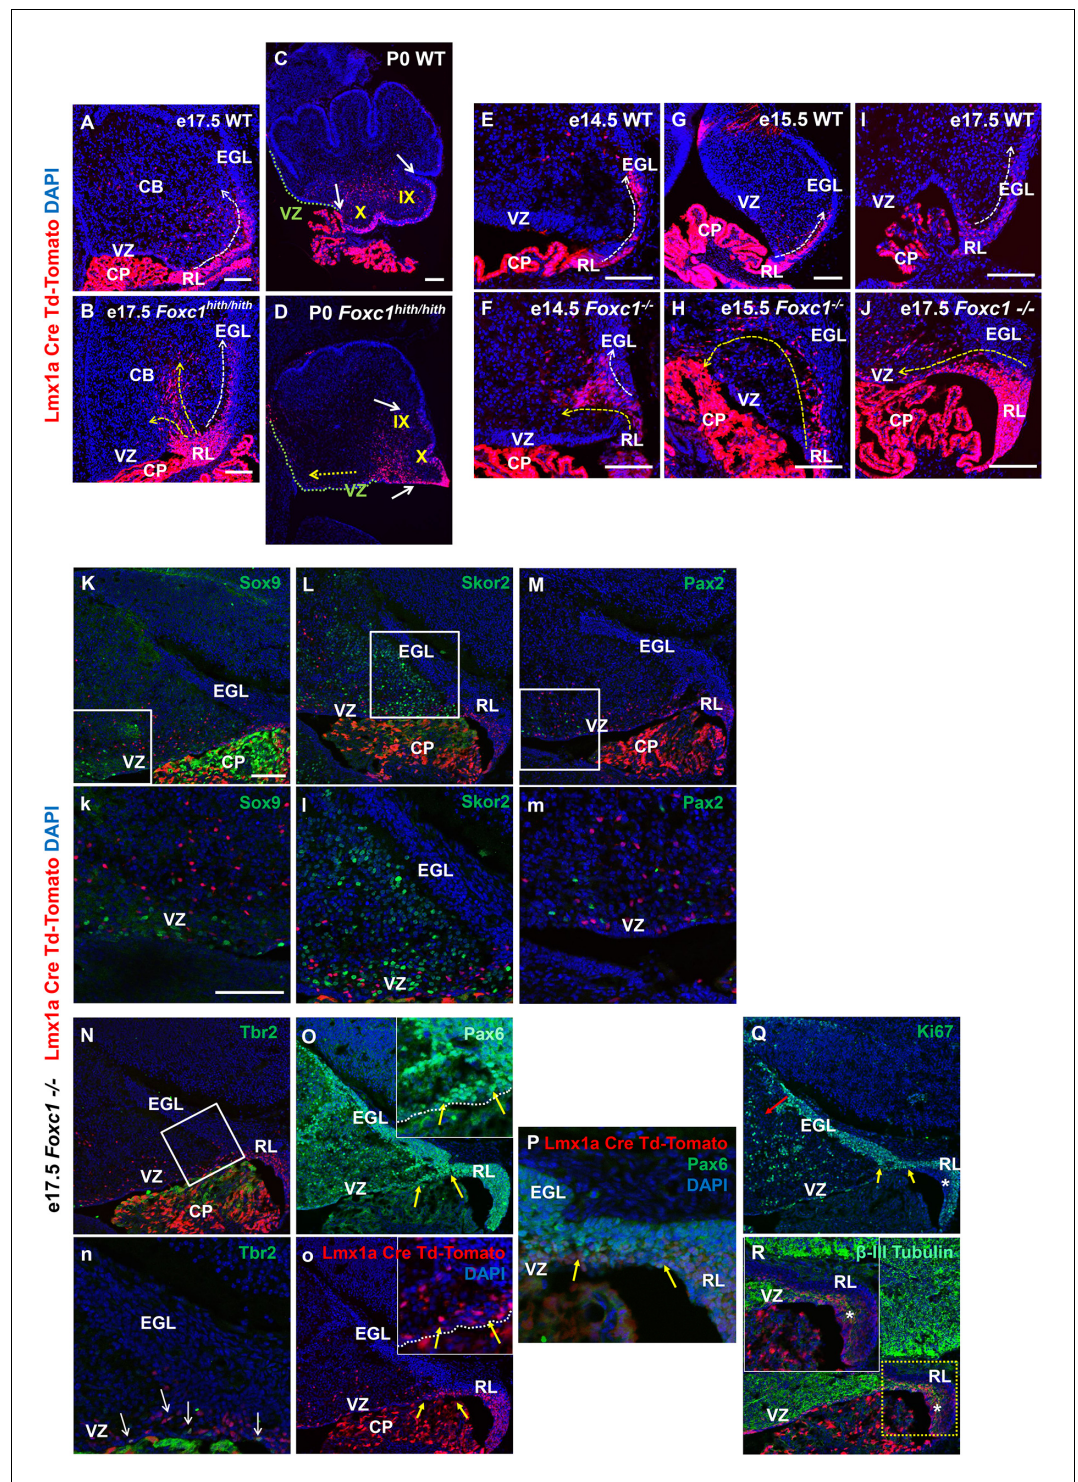 Lmx1a Cre Td-Tomato DAPI
A
e17.5 WT
EGL
CB
VZ
CP
RL
B
e17.5 Foxc1hith/hith
EGL
CB
VZ
CP
RL
C
P0 WT
VZ
X
IX
D
P0 Foxc1hith/hith
IX
X
VZ
E
e14.5 WT
EGL
VZ
CP
RL
F
e14.5 Foxc1-/-
EGL
VZ
CP
RL
G
e15.5 WT
EGL
VZ
CP
RL
H
e15.5 Foxc1-/-
EGL
VZ
CP
RL
I
e17.5 WT
EGL
VZ
CP
RL
J
e17.5 Foxc1 -/-
EGL
VZ
CP
RL
e17.5 Foxc1 -/- Lmx1a Cre Td-Tomato DAPI
K
Sox9
EGL
VZ
CP
L
Skor2
EGL
RL
VZ
CP
M
Pax2
EGL
RL
VZ
CP
k
Sox9
VZ
l
Skor2
EGL
VZ
m
Pax2
VZ
N
Tbr2
EGL
RL
VZ
CP
n
Tbr2
EGL
VZ
O
Pax6
EGL
RL
VZ
o
Lmx1a Cre Td-Tomato
DAPI
EGL
RL
VZ
CP
P
Lmx1a Cre Td-Tomato
Pax6
DAPI
EGL
VZ
RL
Q
Ki67
EGL
RL
*
VZ
R
β-III Tubulin
RL
VZ
*
RL
*
VZ